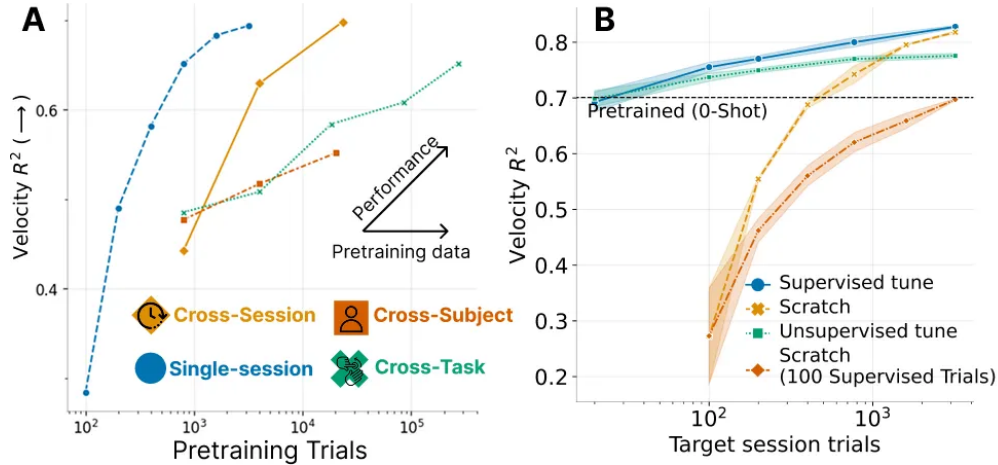 A
Velocity R² (⟶)
0.6
0.4
10²
10³
10⁴
10⁵
Pretraining Trials
Performance
Pretraining data
Cross-Session
Cross-Subject
Single-session
Cross-Task
B
Velocity R²
0.8
0.7
0.6
0.5
0.4
0.3
0.2
Pretrained (0-Shot)
Supervised tune
Scratch
Unsupervised tune
Scratch
(100 Supervised Trials)
10²
10³
Target session trials